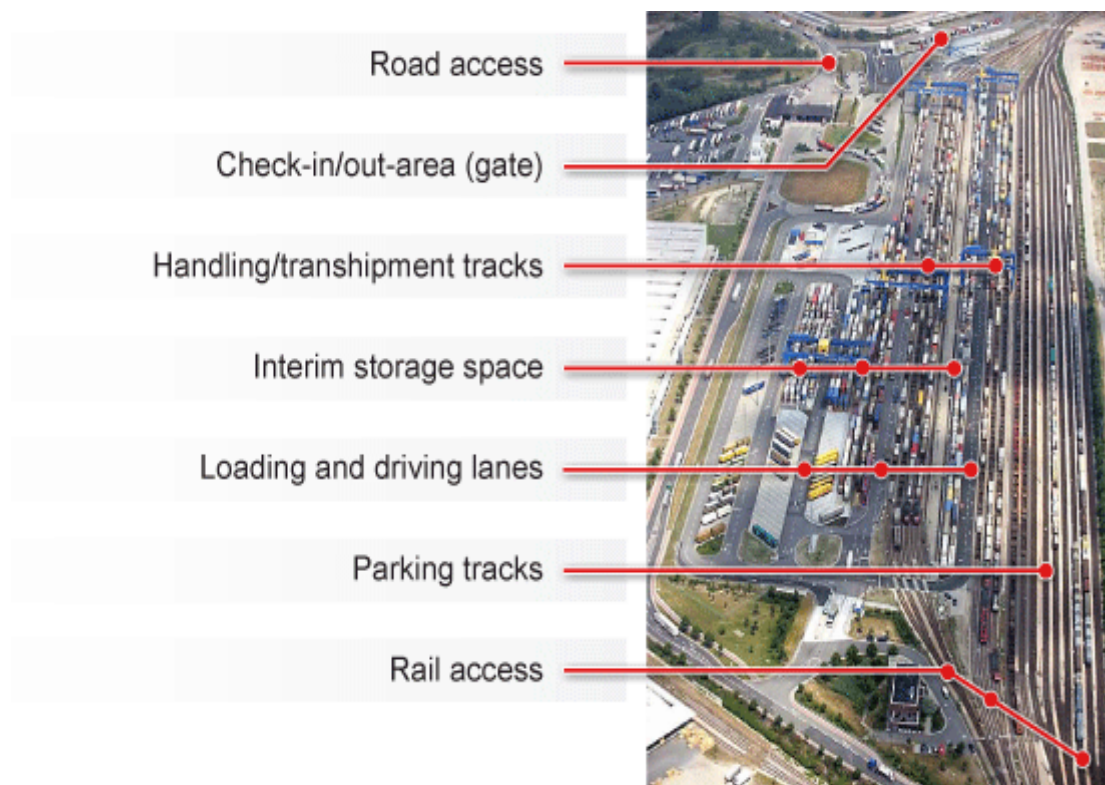 Road access
Check-in/out-area (gate)
Handling/transhipment tracks
Interim storage space
Loading and driving lanes
Parking tracks
Rail access